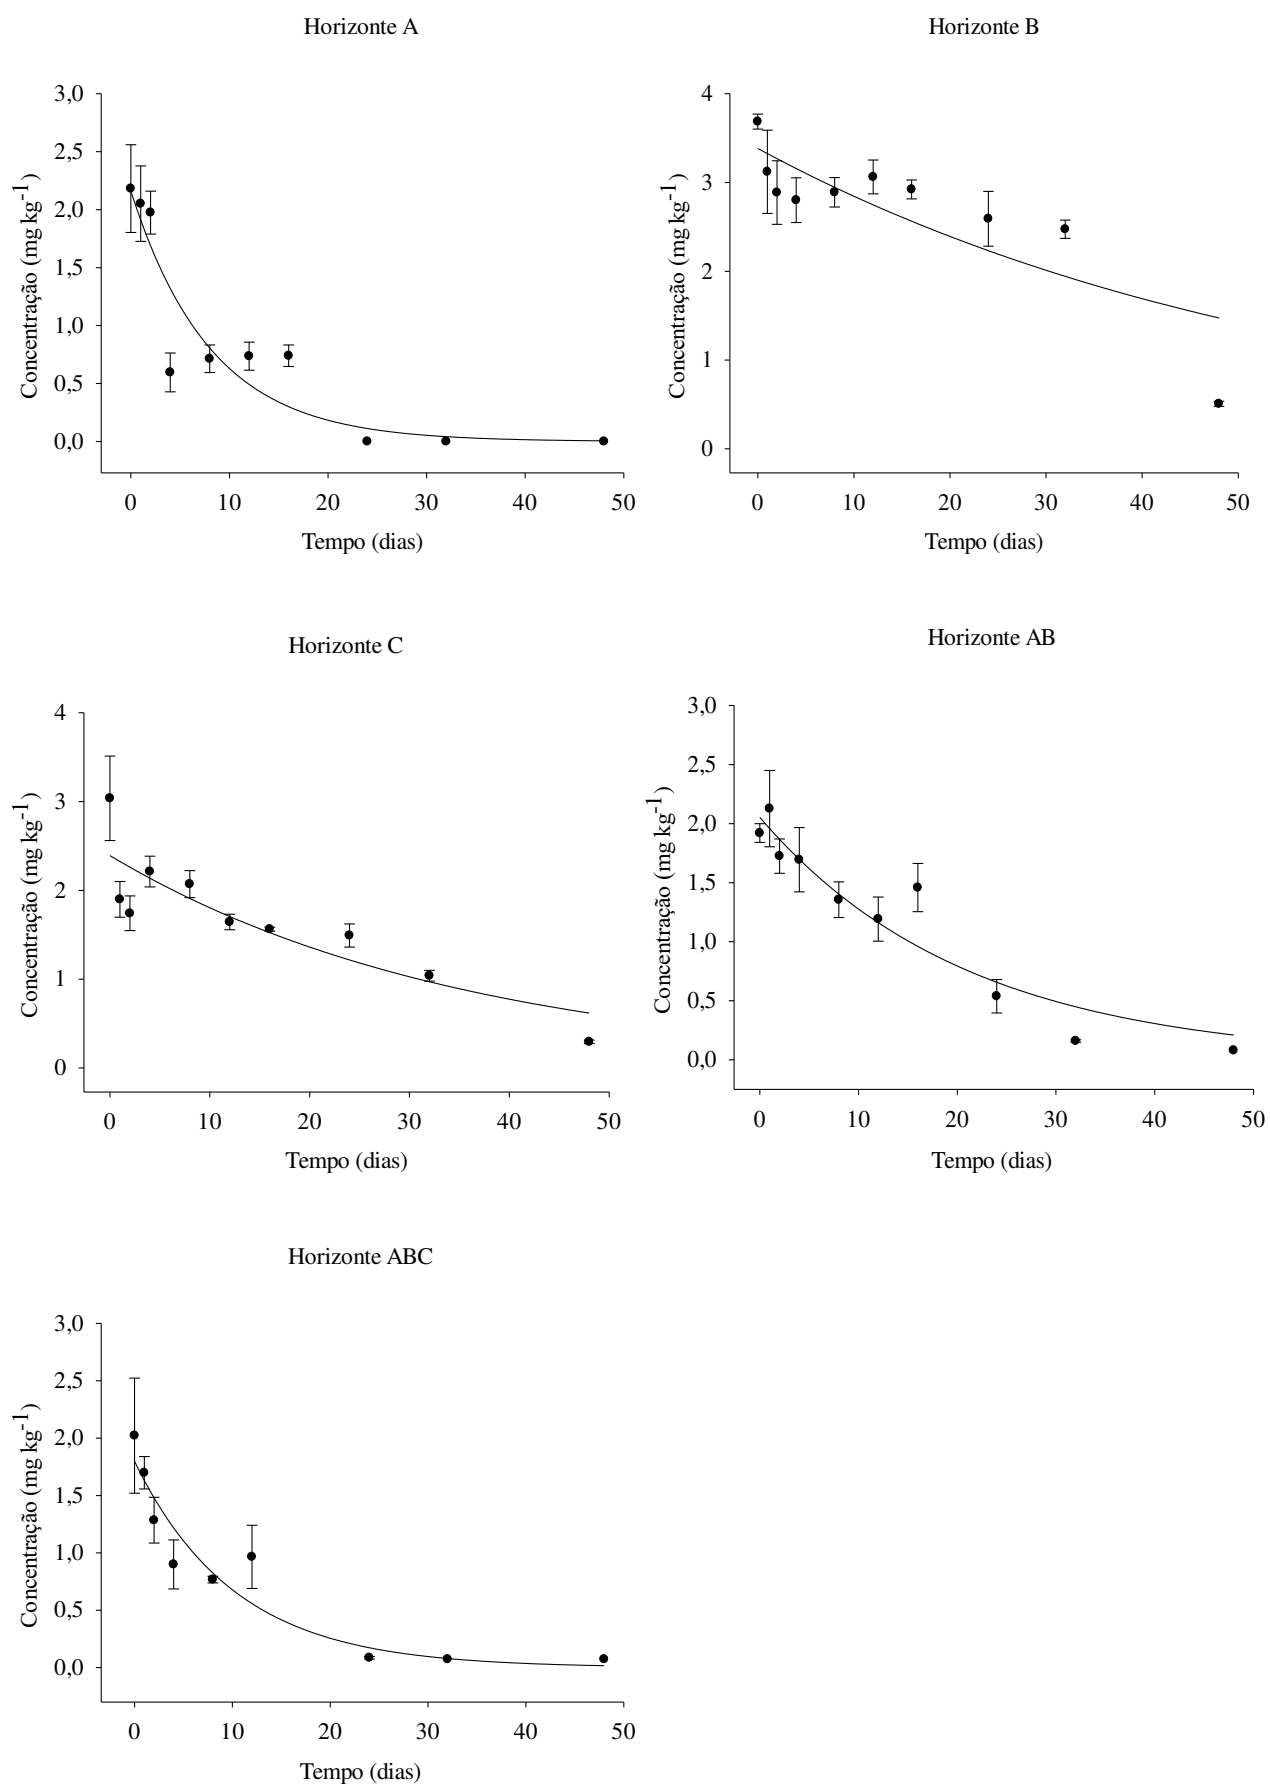 Horizonte A
Concentração (mg kg-1)
3,0
2,5
2,0
1,5
1,0
0,5
0,0
0 10 20 30 40 50
Tempo (dias)
Horizonte B
Concentração (mg kg-1)
4
3
2
1
0
0 10 20 30 40 50
Tempo (dias)
Horizonte C
Concentração (mg kg-1)
4
3
2
1
0
0 10 20 30 40 50
Tempo (dias)
Horizonte AB
Concentração (mg kg-1)
3,0
2,5
2,0
1,5
1,0
0,5
0,0
0 10 20 30 40 50
Tempo (dias)
Horizonte ABC
Concentração (mg kg-1)
3,0
2,5
2,0
1,5
1,0
0,5
0,0
0 10 20 30 40 50
Tempo (dias)